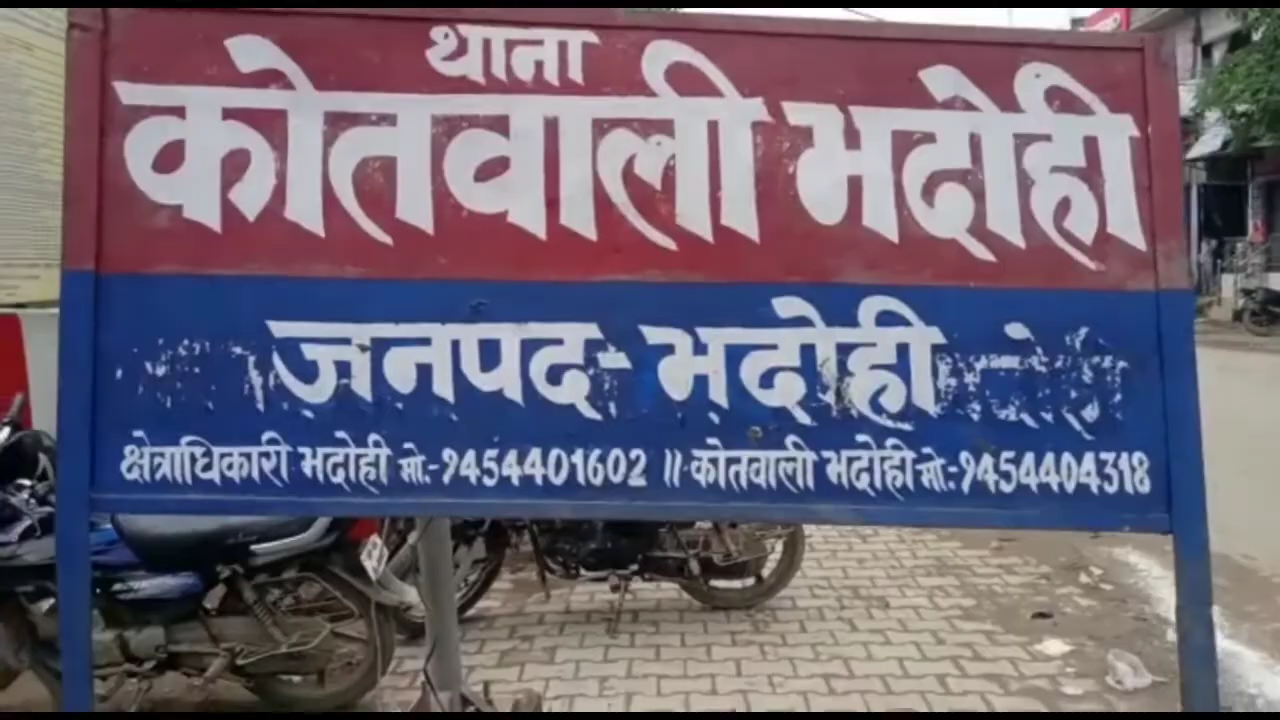 थाना
कोतवाली भदोही
जनपद-भदोही
क्षेत्राधिकारी भदोही मो:-9454401602 ॥ कोतवाली भदोही मो:-9454404318